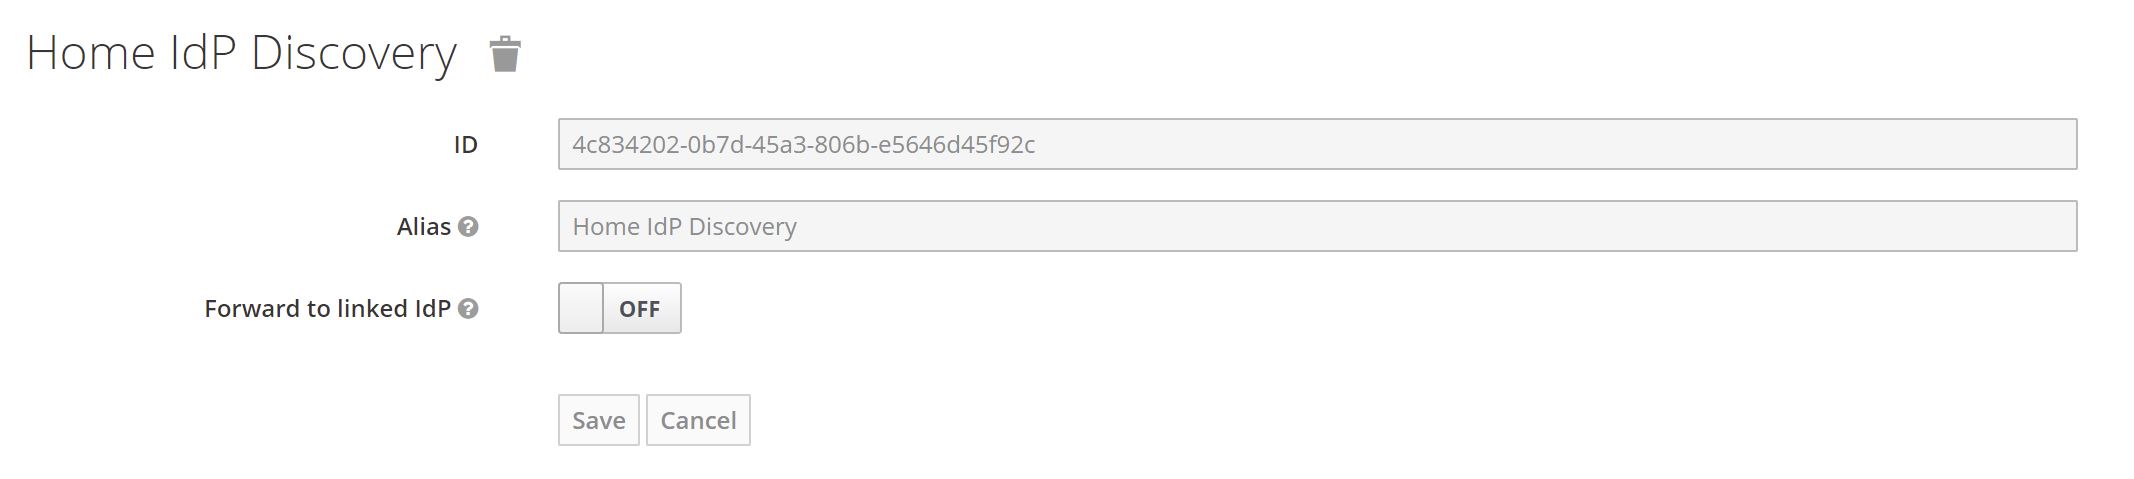 Home IdP Discovery
ID 4c834202-0b7d-45a3-806b-e5646d45f92c
Alias ? Home IdP Discovery
Forward to linked IdP ? OFF
Save Cancel